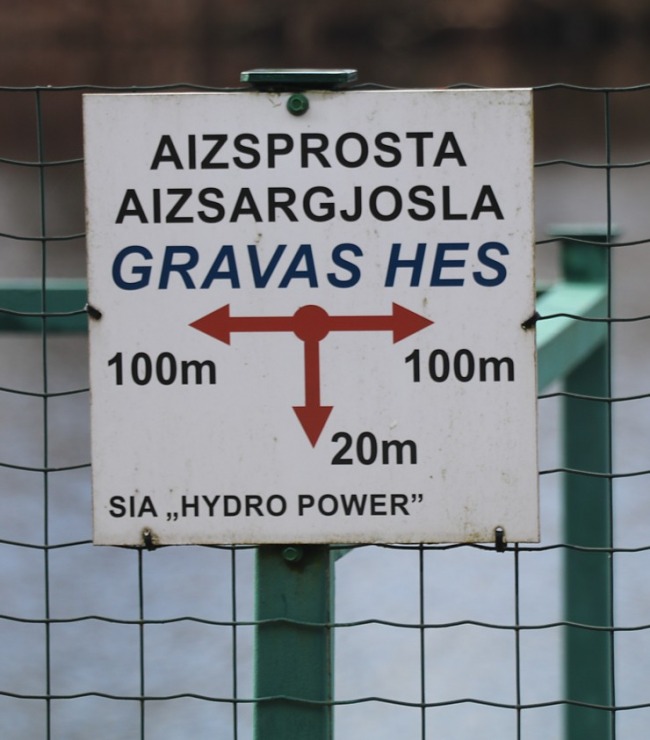 AIZSPROSTA
AIZSARGJOSLA
GRAVAS HES
100m 100m
20m
SIA „HYDRO POWER”